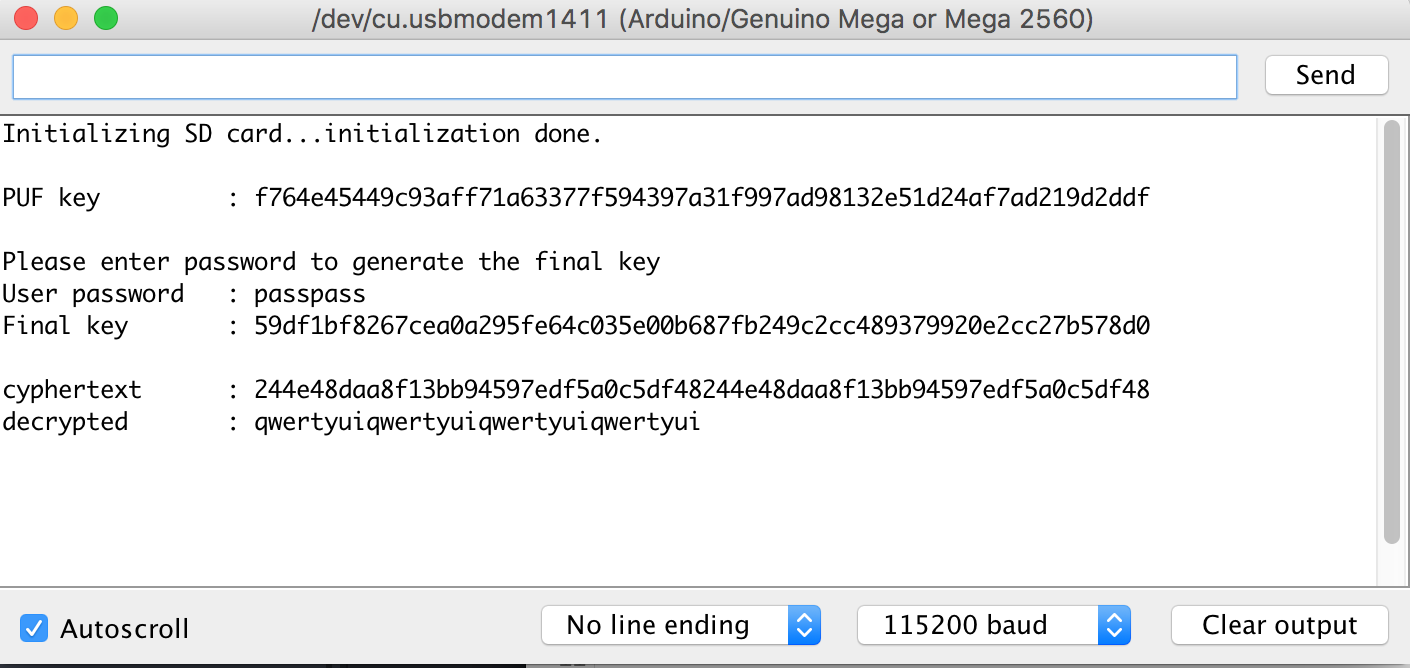 /dev/cu.usbmodem1411 (Arduino/Genuino Mega or Mega 2560)
Send
Initializing SD card...initialization done.
PUF key : f764e45449c93aff71a63377f594397a31f997ad98132e51d24af7ad219d2ddf
Please enter password to generate the final key
User password : passpass
Final key : 59df1bf8267cea0a295fe64c035e00b687fb249c2cc489379920e2cc27b578d0
cyphertext : 244e48daa8f13bb94597edf5a0c5df48244e48daa8f13bb94597edf5a0c5df48
decrypted : qwertyuiqwertyuiqwertyuiqwertyui
Autoscroll
No line ending
115200 baud
Clear output